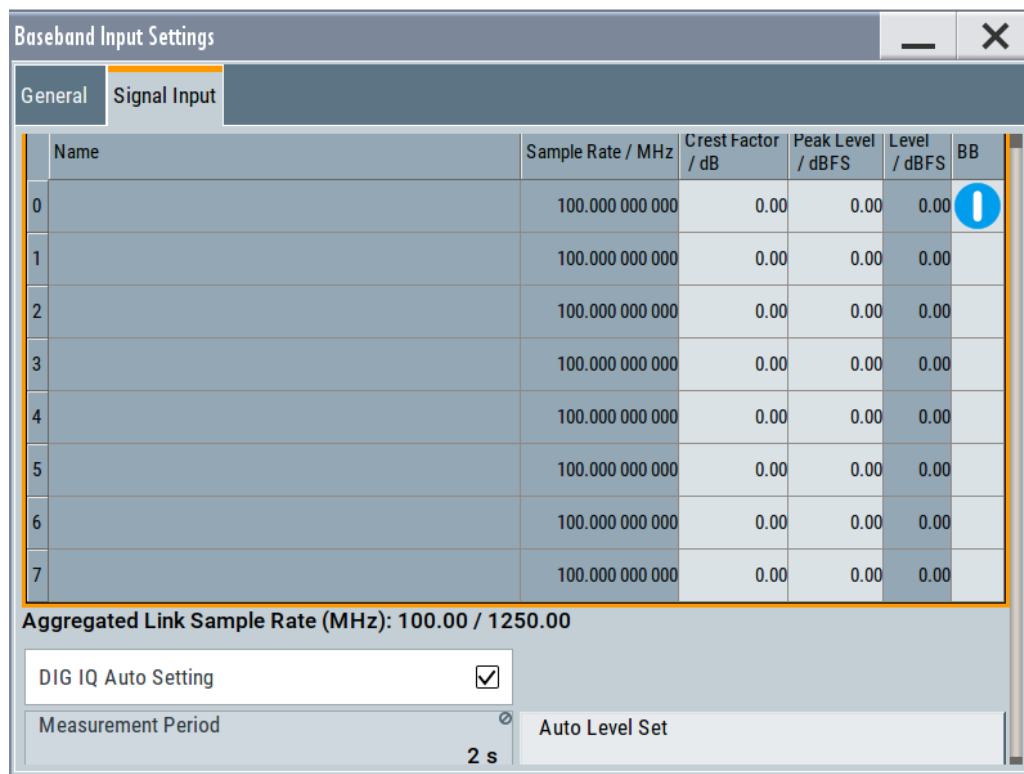 Baseband Input Settings
General Signal Input
Name Sample Rate / MHz Crest Factor / dB Peak Level / dBFS Level / dBFS BB
0 100.000 000 000 0.00 0.00 0.00
1 100.000 000 000 0.00 0.00 0.00
2 100.000 000 000 0.00 0.00 0.00
3 100.000 000 000 0.00 0.00 0.00
4 100.000 000 000 0.00 0.00 0.00
5 100.000 000 000 0.00 0.00 0.00
6 100.000 000 000 0.00 0.00 0.00
7 100.000 000 000 0.00 0.00 0.00
Aggregated Link Sample Rate (MHz): 100.00 / 1250.00
DIG IQ Auto Setting
Measurement Period
2 s
Auto Level Set